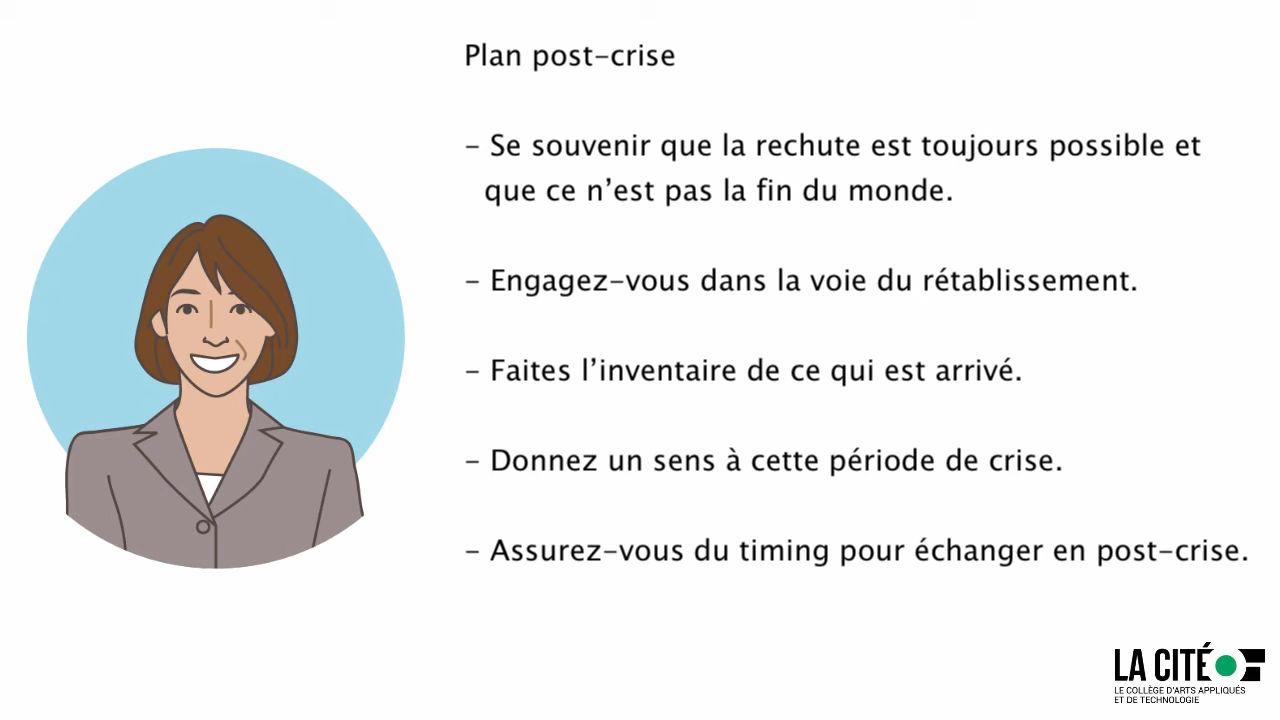 Plan post-crise
- Se souvenir que la rechute est toujours possible et
que ce n’est pas la fin du monde.
- Engagez-vous dans la voie du rétablissement.
- Faites l’inventaire de ce qui est arrivé.
- Donnez un sens à cette période de crise.
- Assurez-vous du timing pour échanger en post-crise.
LA CITÉ
LE COLLÈGE D'ARTS APPLIQUÉS
ET DE TECHNOLOGIE